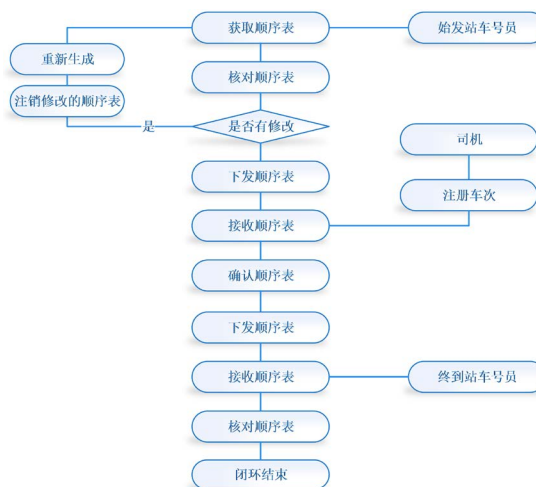 获取顺序表
始发站车号员
重新生成
核对顺序表
注销修改的顺序表
是
是否有修改
司机
下发顺序表
注册车次
接收顺序表
确认顺序表
下发顺序表
接收顺序表
终到站车号员
核对顺序表
闭环结束